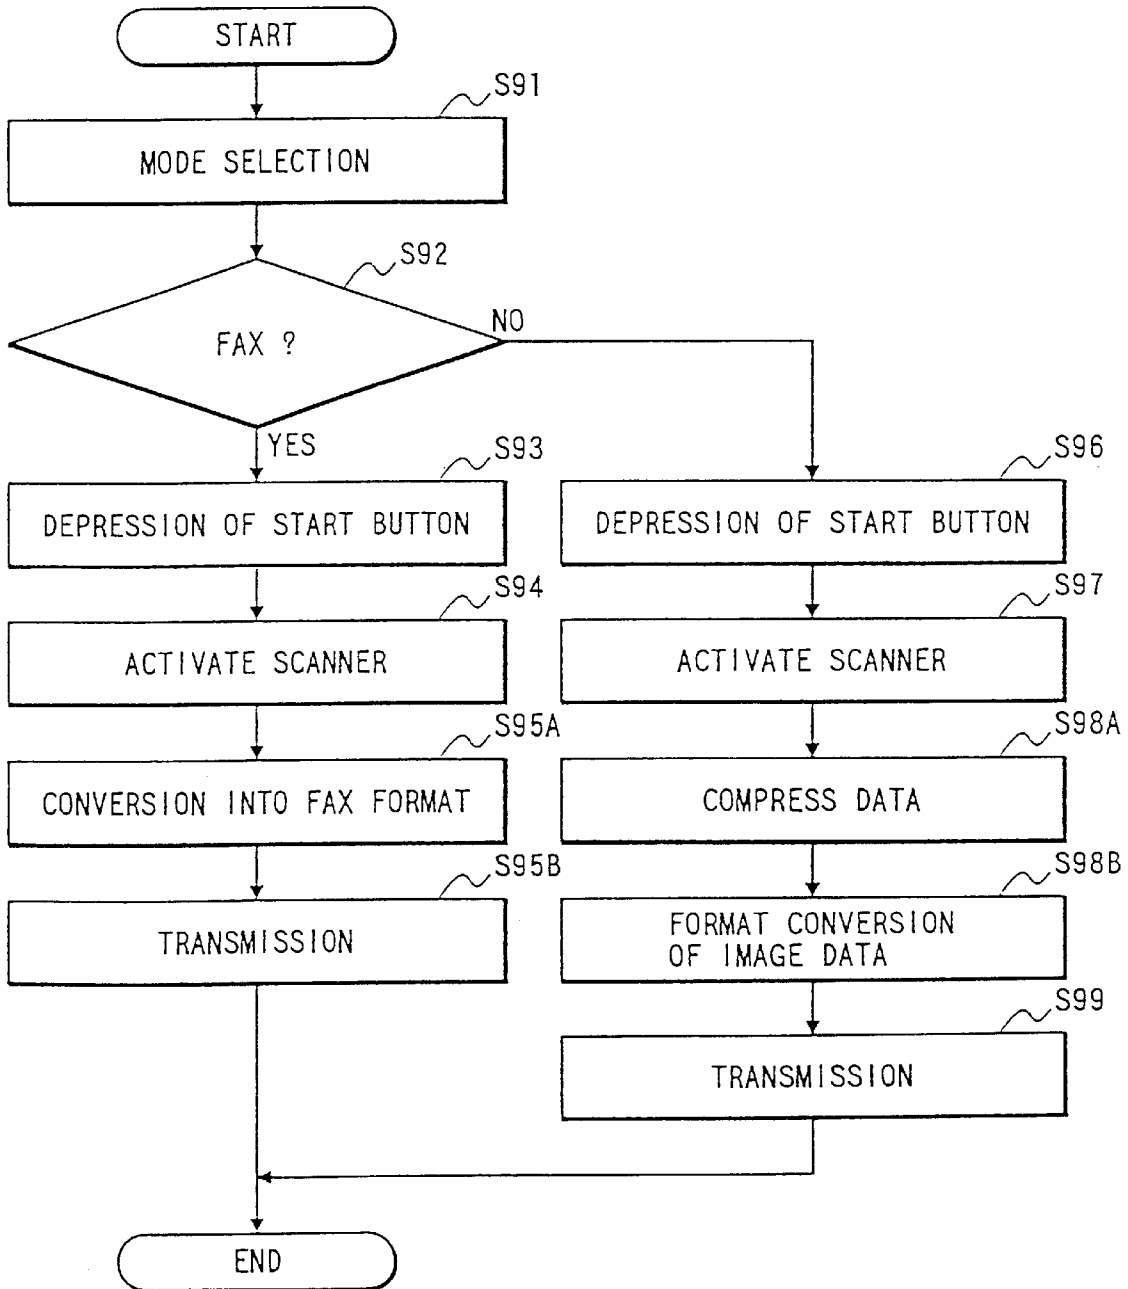 START
S91
MODE SELECTION
S92
FAX ?
NO
YES
S93
DEPRESSION OF START BUTTON
S94
ACTIVATE SCANNER
S95A
CONVERSION INTO FAX FORMAT
S95B
TRANSMISSION
S96
DEPRESSION OF START BUTTON
S97
ACTIVATE SCANNER
S98A
COMPRESS DATA
S98B
FORMAT CONVERSION
OF IMAGE DATA
S99
TRANSMISSION
END